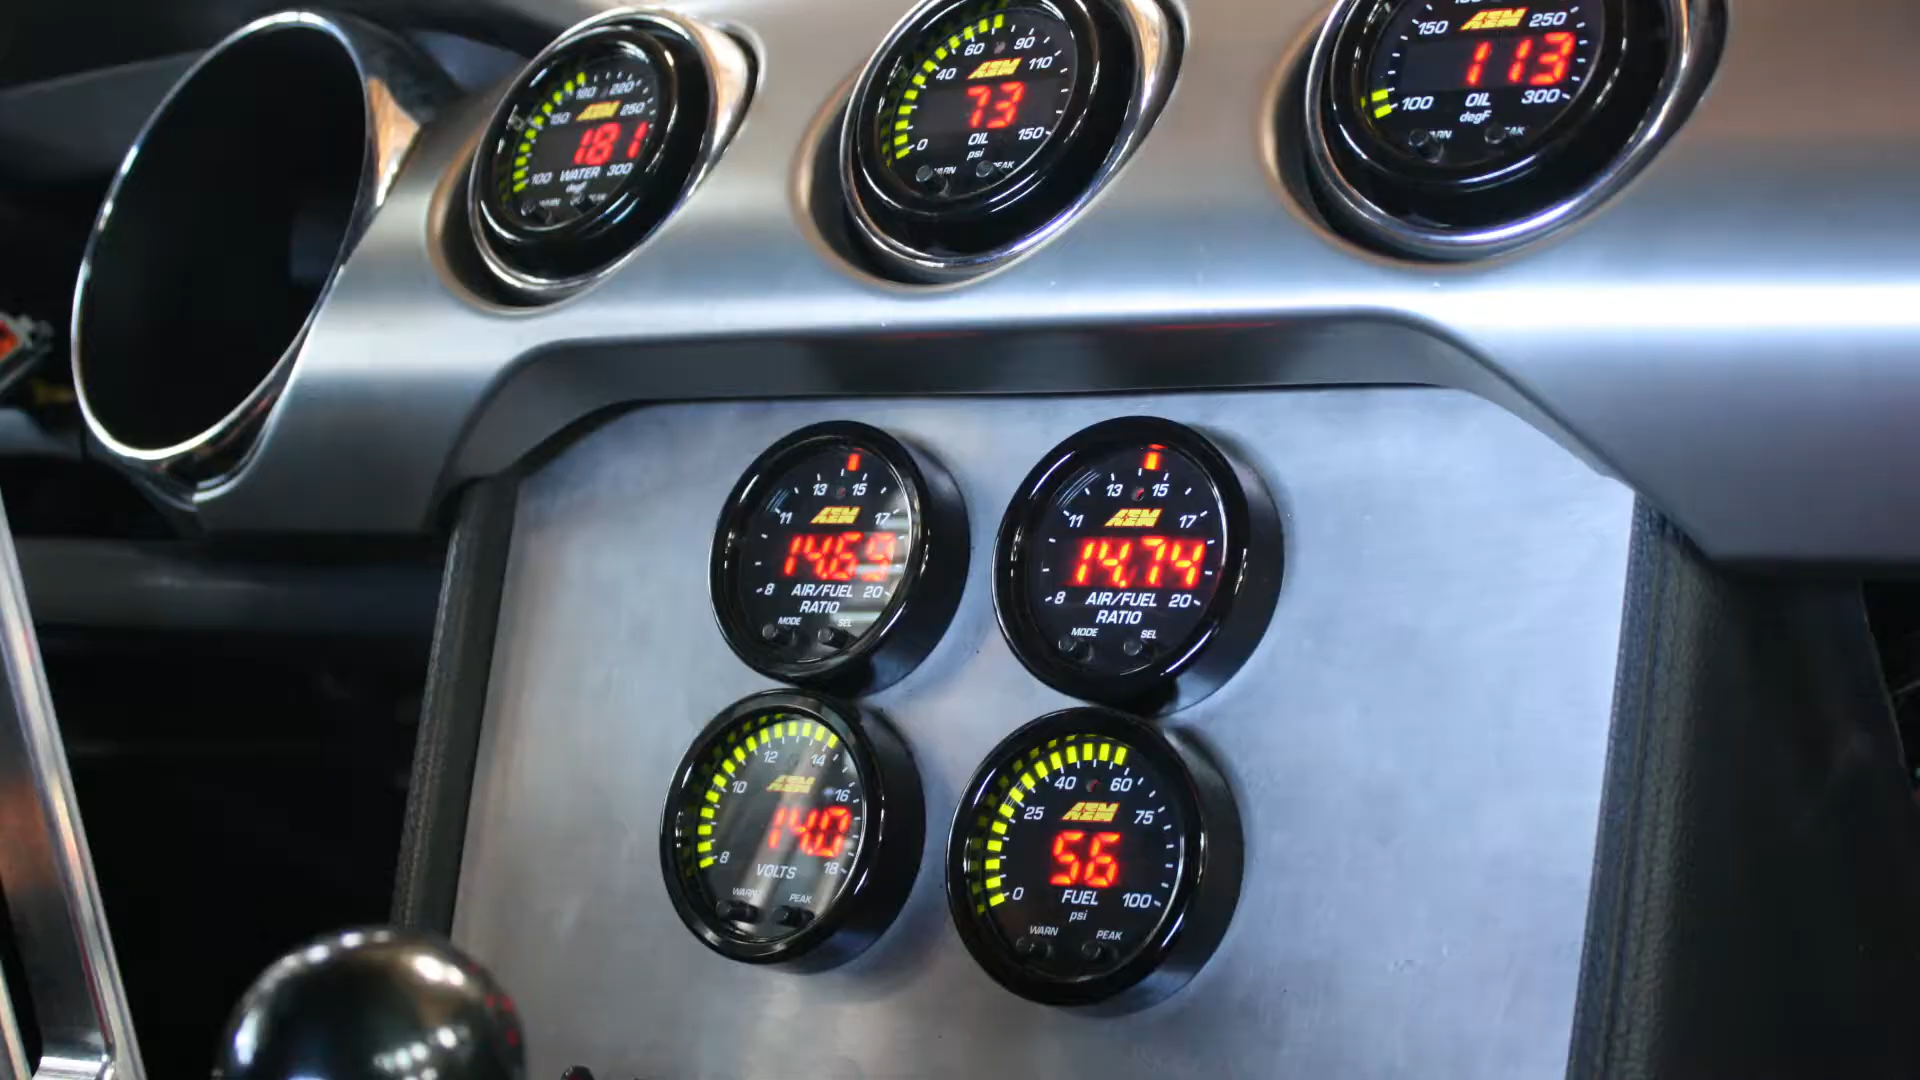 180 220
150 AEM 250
181
100 WATER 300
degF
60 90
40 AEM 110
73
0 OIL 150
psi
WARN PEAK
150 AEM 250
113
100 OIL 300
degF
13 15
11 AEM 17
14.69
8 AIR/FUEL 20
RATIO
MODE SEL
13 15
11 AEM 17
14.74
8 AIR/FUEL 20
RATIO
MODE SEL
12 14
10 AEM 16
14.0
8 VOLTS 18
WARN PEAK
40 60
25 AEM 75
56
0 FUEL 100
psi
WARN PEAK